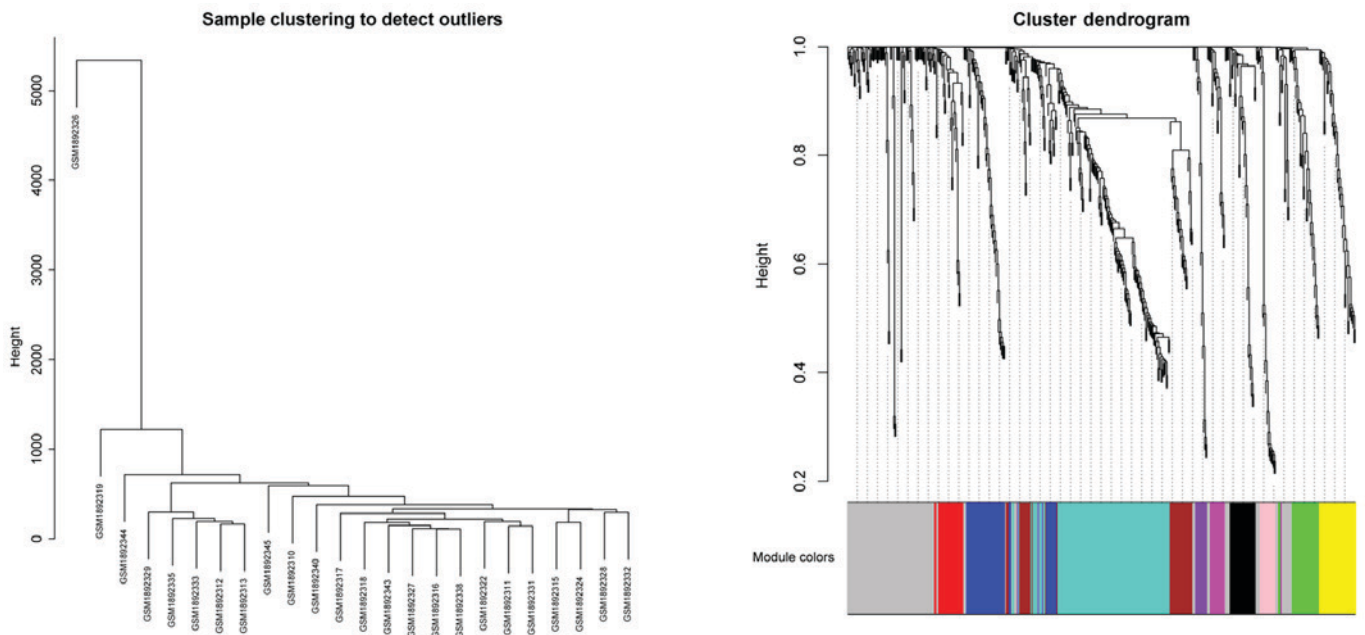 Sample clustering to detect outliers
Height
5000
4000
3000
2000
1000
0
GSM1892326
GSM1892319
GSM1892344
GSM1892329
GSM1892335
GSM1892333
GSM1892312
GSM1892313
GSM1892345
GSM1892310
GSM1892340
GSM1892317
GSM1892318
GSM1892343
GSM1892327
GSM1892316
GSM1892338
GSM1892322
GSM1892311
GSM1892331
GSM1892315
GSM1892324
GSM1892328
GSM1892332
Cluster dendrogram
Height
1.0
0.8
0.6
0.4
0.2
Module colors